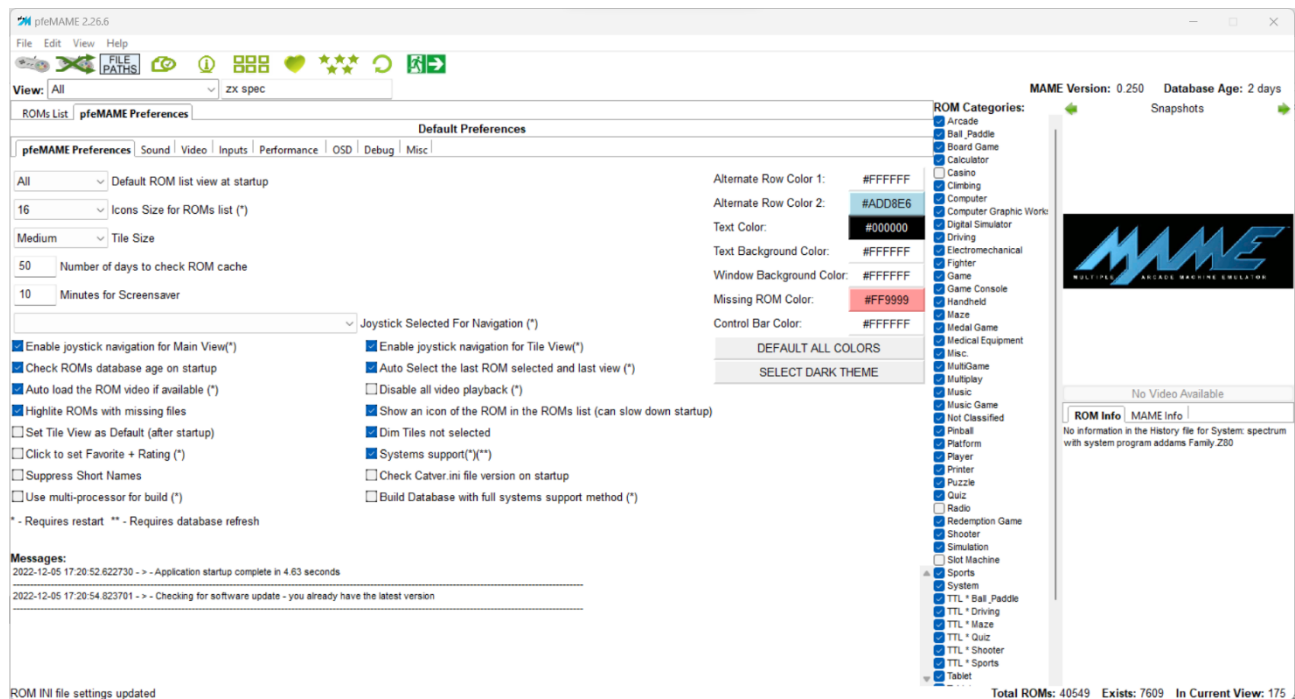 pfeMAME 2.26.6
File Edit View Help
FILE PATHS
View: All zx spec MAME Version: 0.250 Database Age: 2 days
ROMs List pfeMAME Preferences
Default Preferences
pfeMAME Preferences Sound Video Inputs Performance OSD Debug Misc
All Default ROM list view at startup
16 Icons Size for ROMs list (*)
Medium Tile Size
50 Number of days to check ROM cache
10 Minutes for Screensaver
Joystick Selected For Navigation (*)
Enable joystick navigation for Main View(*)
Check ROMs database age on startup
Auto load the ROM video if available (*)
Highlite ROMs with missing files
Set Tile View as Default (after startup)
Click to set Favorite + Rating (*)
Suppress Short Names
Use multi-processor for build (*)
Enable joystick navigation for Tile View(*)
Auto Select the last ROM selected and last view (*)
Disable all video playback (*)
Show an icon of the ROM in the ROMs list (can slow down startup)
Dim Tiles not selected
Systems support(*)(**)
Check Catver.ini file version on startup
Build Database with full systems support method (*)
* - Requires restart ** - Requires database refresh
Alternate Row Color 1: #FFFFFF
Alternate Row Color 2: #ADD8E6
Text Color: #000000
Text Background Color: #FFFFFF
Window Background Color: #FFFFFF
Missing ROM Color: #FF9999
Control Bar Color: #FFFFFF
DEFAULT ALL COLORS
SELECT DARK THEME
Messages:
2022-12-05 17:20:52.622730 - > - Application startup complete in 4.63 seconds
2022-12-05 17:20:54.823701 - > - Checking for software update - you already have the latest version
ROM Categories:
Arcade
Ball_Paddle
Board Game
Calculator
Casino
Climbing
Computer
Computer Graphic Works
Digital Simulator
Driving
Electromechanical
Fighter
Game
Game Console
Handheld
Maze
Medal Game
Medical Equipment
Misc.
MultiGame
Multiplay
Music
Music Game
Not Classified
Pinball
Platform
Player
Printer
Puzzle
Quiz
Radio
Redemption Game
Shooter
Simulation
Slot Machine
Sports
System
TTL * Ball_Paddle
TTL * Driving
TTL * Maze
TTL * Quiz
TTL * Shooter
TTL * Sports
Tablet
Snapshots
MAME
MULTIPLE ARCADE MACHINE EMULATOR
No Video Available
ROM Info MAME Info
No information in the History file for System: spectrum
with system program addams Family.Z80
ROM INI file settings updated
Total ROMs: 40549 Exists: 7609 In Current View: 175